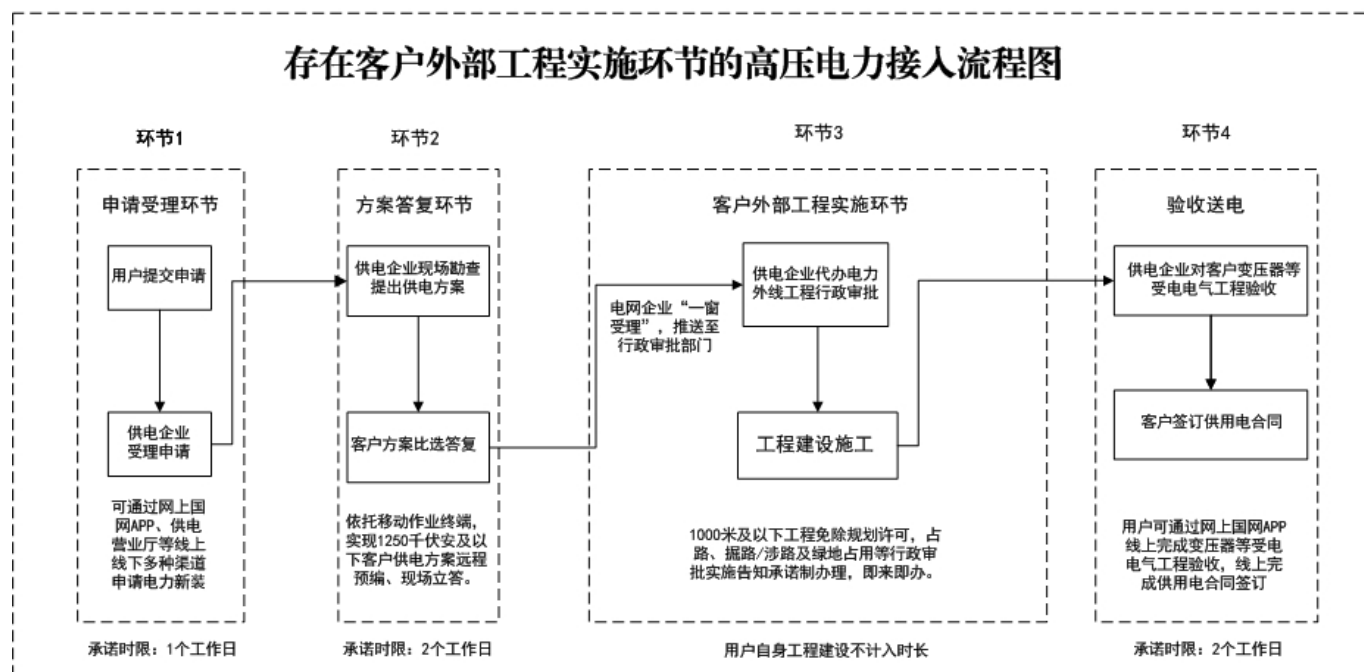 存在客户外部工程实施环节的高压电力接入流程图
环节1
申请受理环节
用户提交申请
供电企业
受理申请
可通过网上国
网APP、供电
营业厅等线上
线下多种渠道
申请电力新装
承诺时限：1个工作日
环节2
方案答复环节
供电企业现场勘查
提出供电方案
客户方案比选答复
依托移动作业终端，
实现1250千伏安及以
下客户供电方案远程
预编、现场立答。
承诺时限：2个工作日
环节3
客户外部工程实施环节
电网企业“一窗
受理”，推送至
行政审批部门
供电企业代办电力
外线工程行政审批
工程建设施工
1000米及以下工程免除规划许可，占
路、掘路/涉路及绿地占用等行政审
批实施告知承诺制办理，即来即办。
用户自身工程建设不计入时长
环节4
验收送电
供电企业对客户变压器等
受电电气工程验收
客户签订供用电合同
用户可通过网上国网APP
线上完成变压器等受电
电气工程验收，线上完
成供用电合同签订
承诺时限：2个工作日